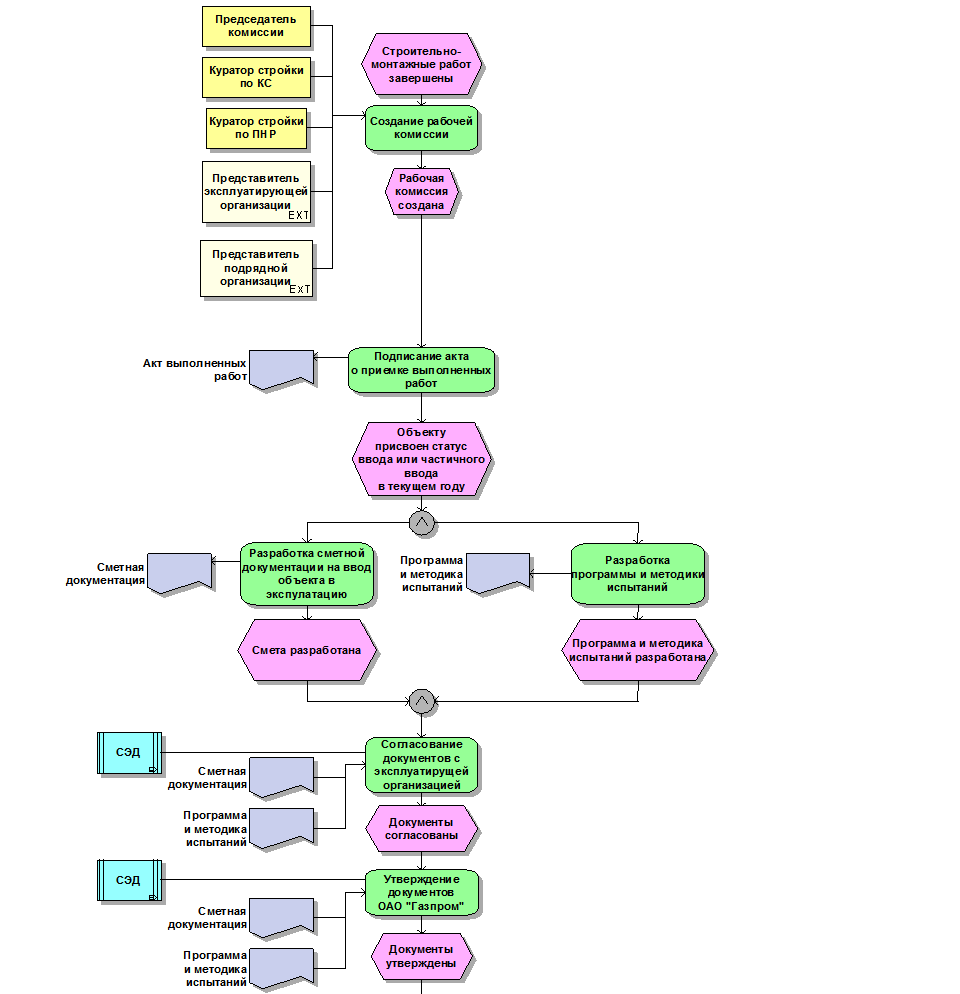 Председатель
комиссии
Куратор стройки
по КС
Куратор стройки
по ПНР
Представитель
эксплуатирующей
организации
EXT
Представитель
подрядной
организации
EXT
Строительно-
монтажные работ
завершены
Создание рабочей
комиссии
Рабочая
комиссия
создана
Акт выполненных
работ
Подписание акта
о приемке выполненных
работ
Объекту
присвоен статус
ввода или частичного
ввода
в текущем году
Сметная
документация
Разработка сметной
документации на ввод
объекта в
экспулатацию
Программа
и методика
испытаний
Разработка
программы и методики
испытаний
Смета разработана
Программа и методика
испытаний разработана
СЭД
Согласование
документов с
эксплуатирущей
организацией
Сметная
документация
Программа
и методика
испытаний
Документы
согласованы
СЭД
Утверждение
документов
ОАО "Газпром"
Сметная
документация
Программа
и методика
испытаний
Документы
утверждены